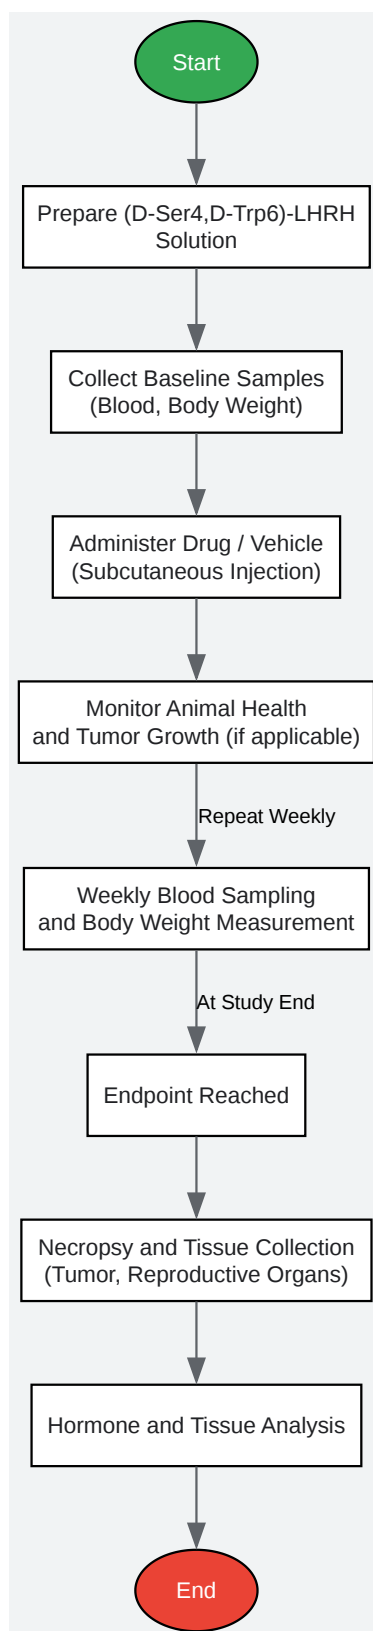 Start
Prepare (D-Ser4,D-Trp6)-LHRH
Solution
Collect Baseline Samples
(Blood, Body Weight)
Administer Drug / Vehicle
(Subcutaneous Injection)
Monitor Animal Health
and Tumor Growth (if applicable)
Repeat Weekly
Weekly Blood Sampling
and Body Weight Measurement
At Study End
Endpoint Reached
Necropsy and Tissue Collection
(Tumor, Reproductive Organs)
Hormone and Tissue Analysis
End